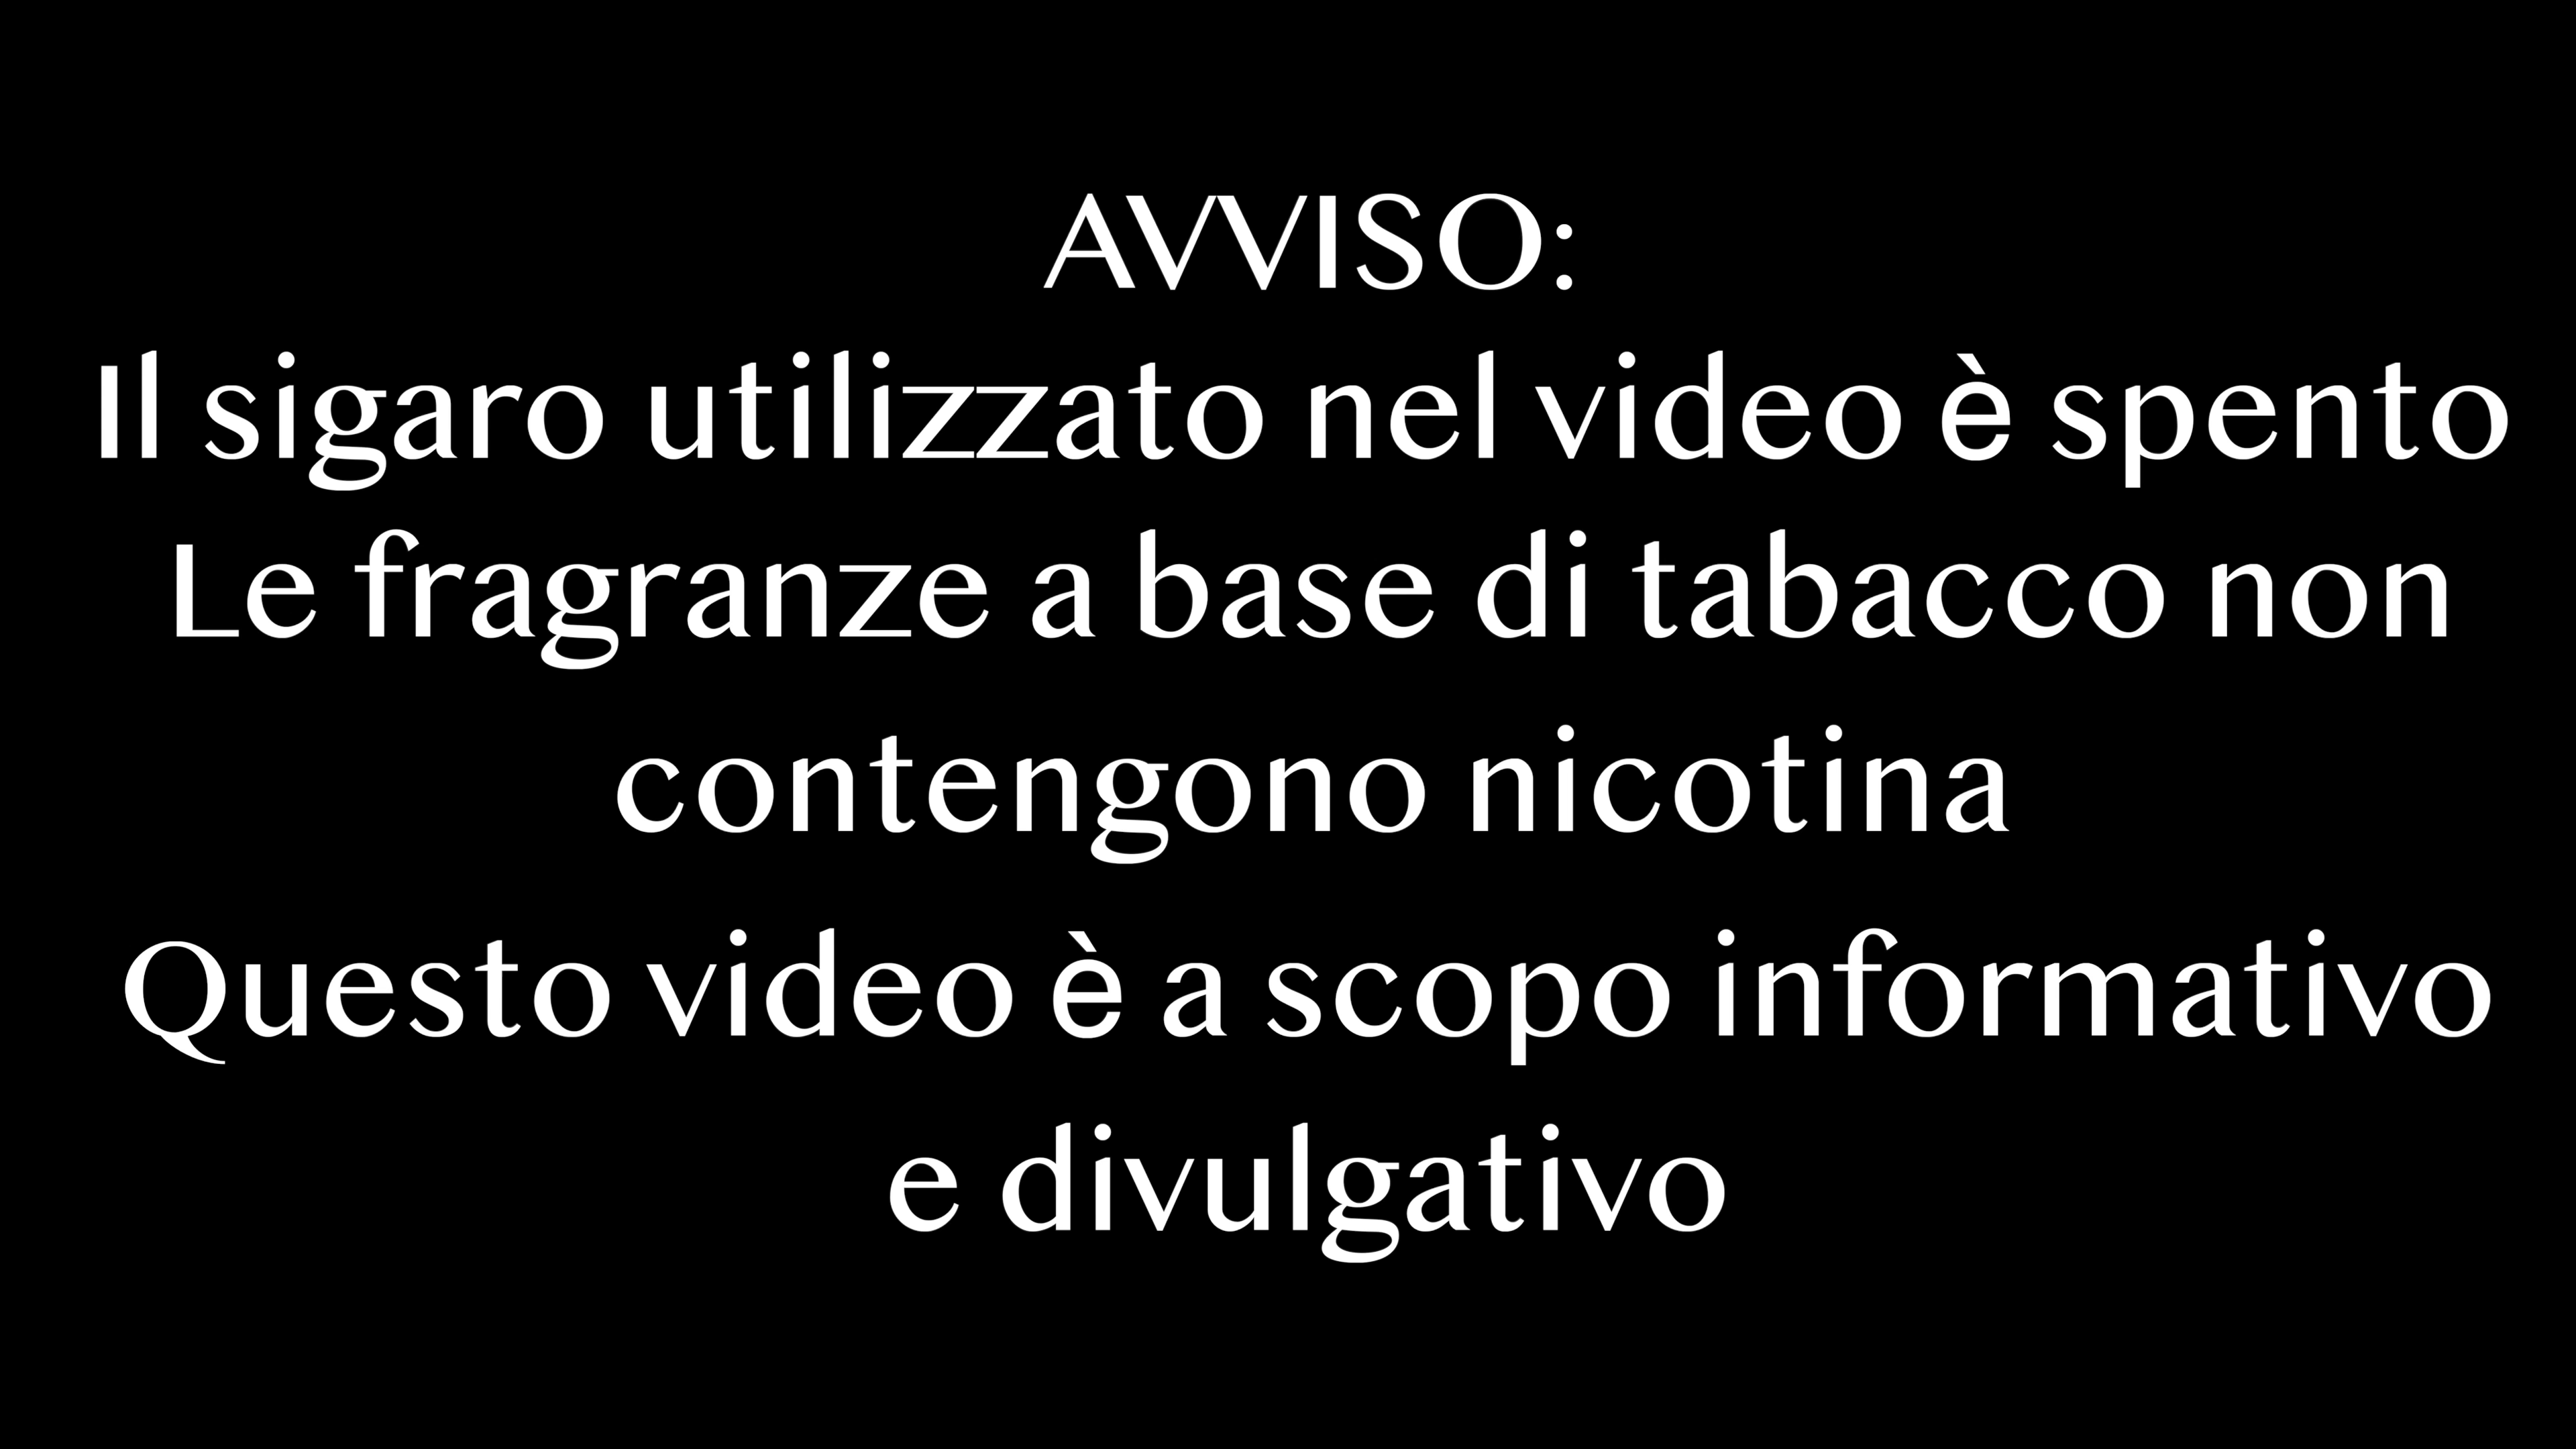 AVVISO:
Il sigaro utilizzato nel video è spento
Le fragranze a base di tabacco non
contengono nicotina
Questo video è a scopo informativo
e divulgativo